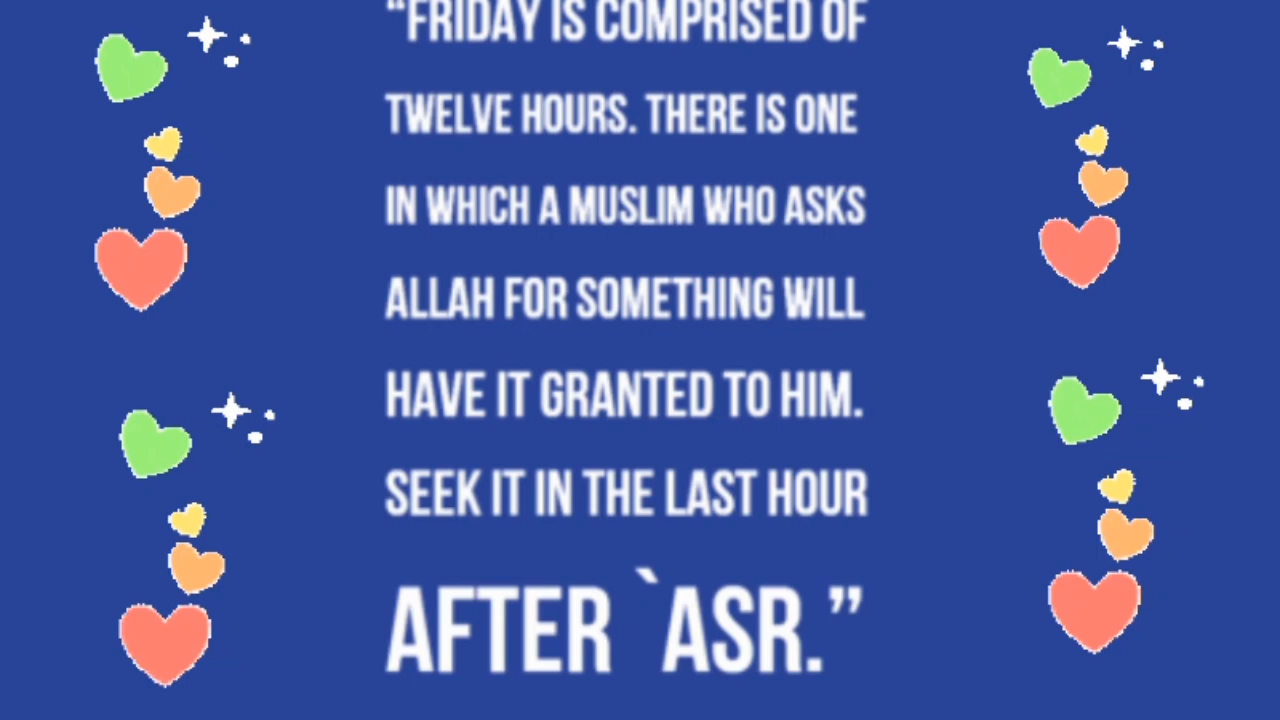 “FRIDAY IS COMPRISED OF
TWELVE HOURS. THERE IS ONE
IN WHICH A MUSLIM WHO ASKS
ALLAH FOR SOMETHING WILL
HAVE IT GRANTED TO HIM.
SEEK IT IN THE LAST HOUR
AFTER `ASR.”